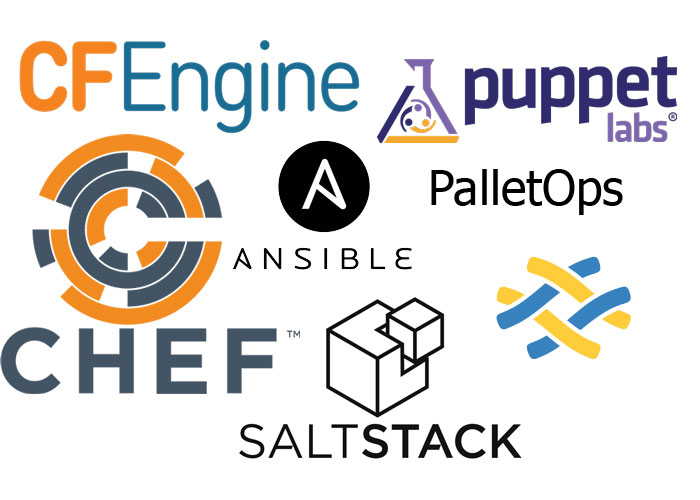 CFEngine
puppet
labs®
PalletOps
ANSIBLE
CHEF™
SALTSTACK